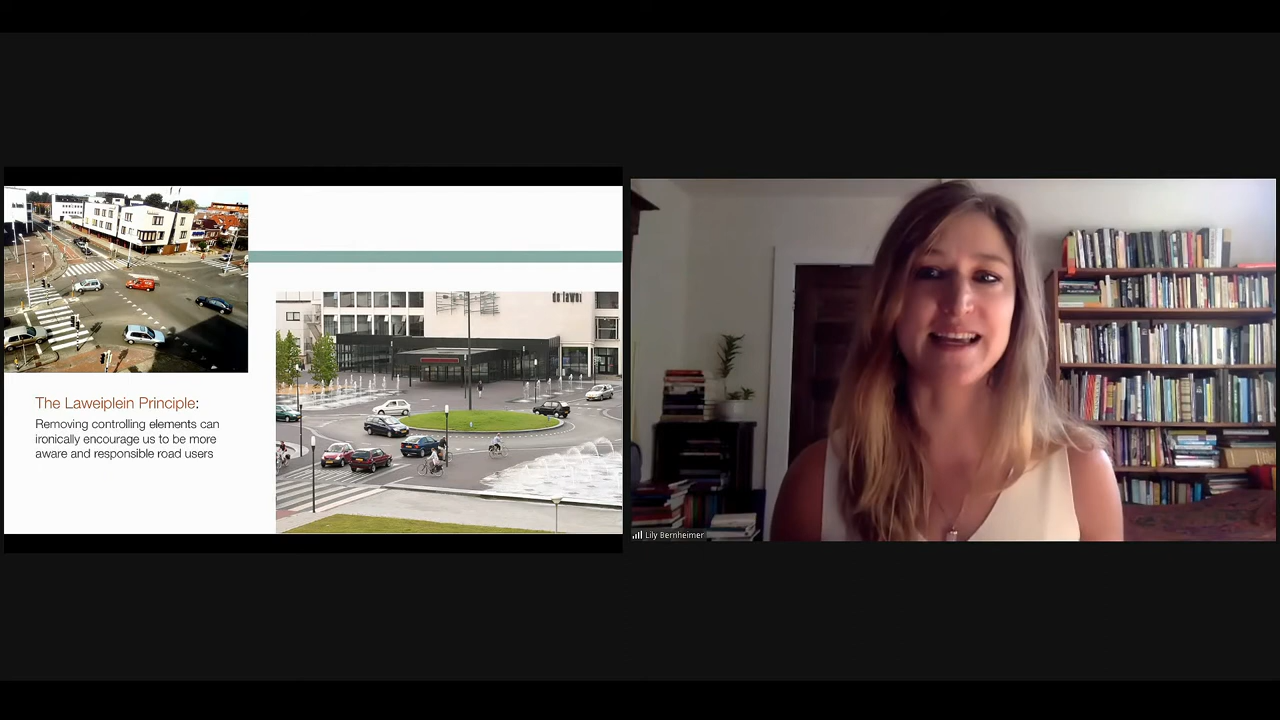 The Laweiplein Principle:
Removing controlling elements can
ironically encourage us to be more
aware and responsible road users
de lawei
Lily Bernheimer